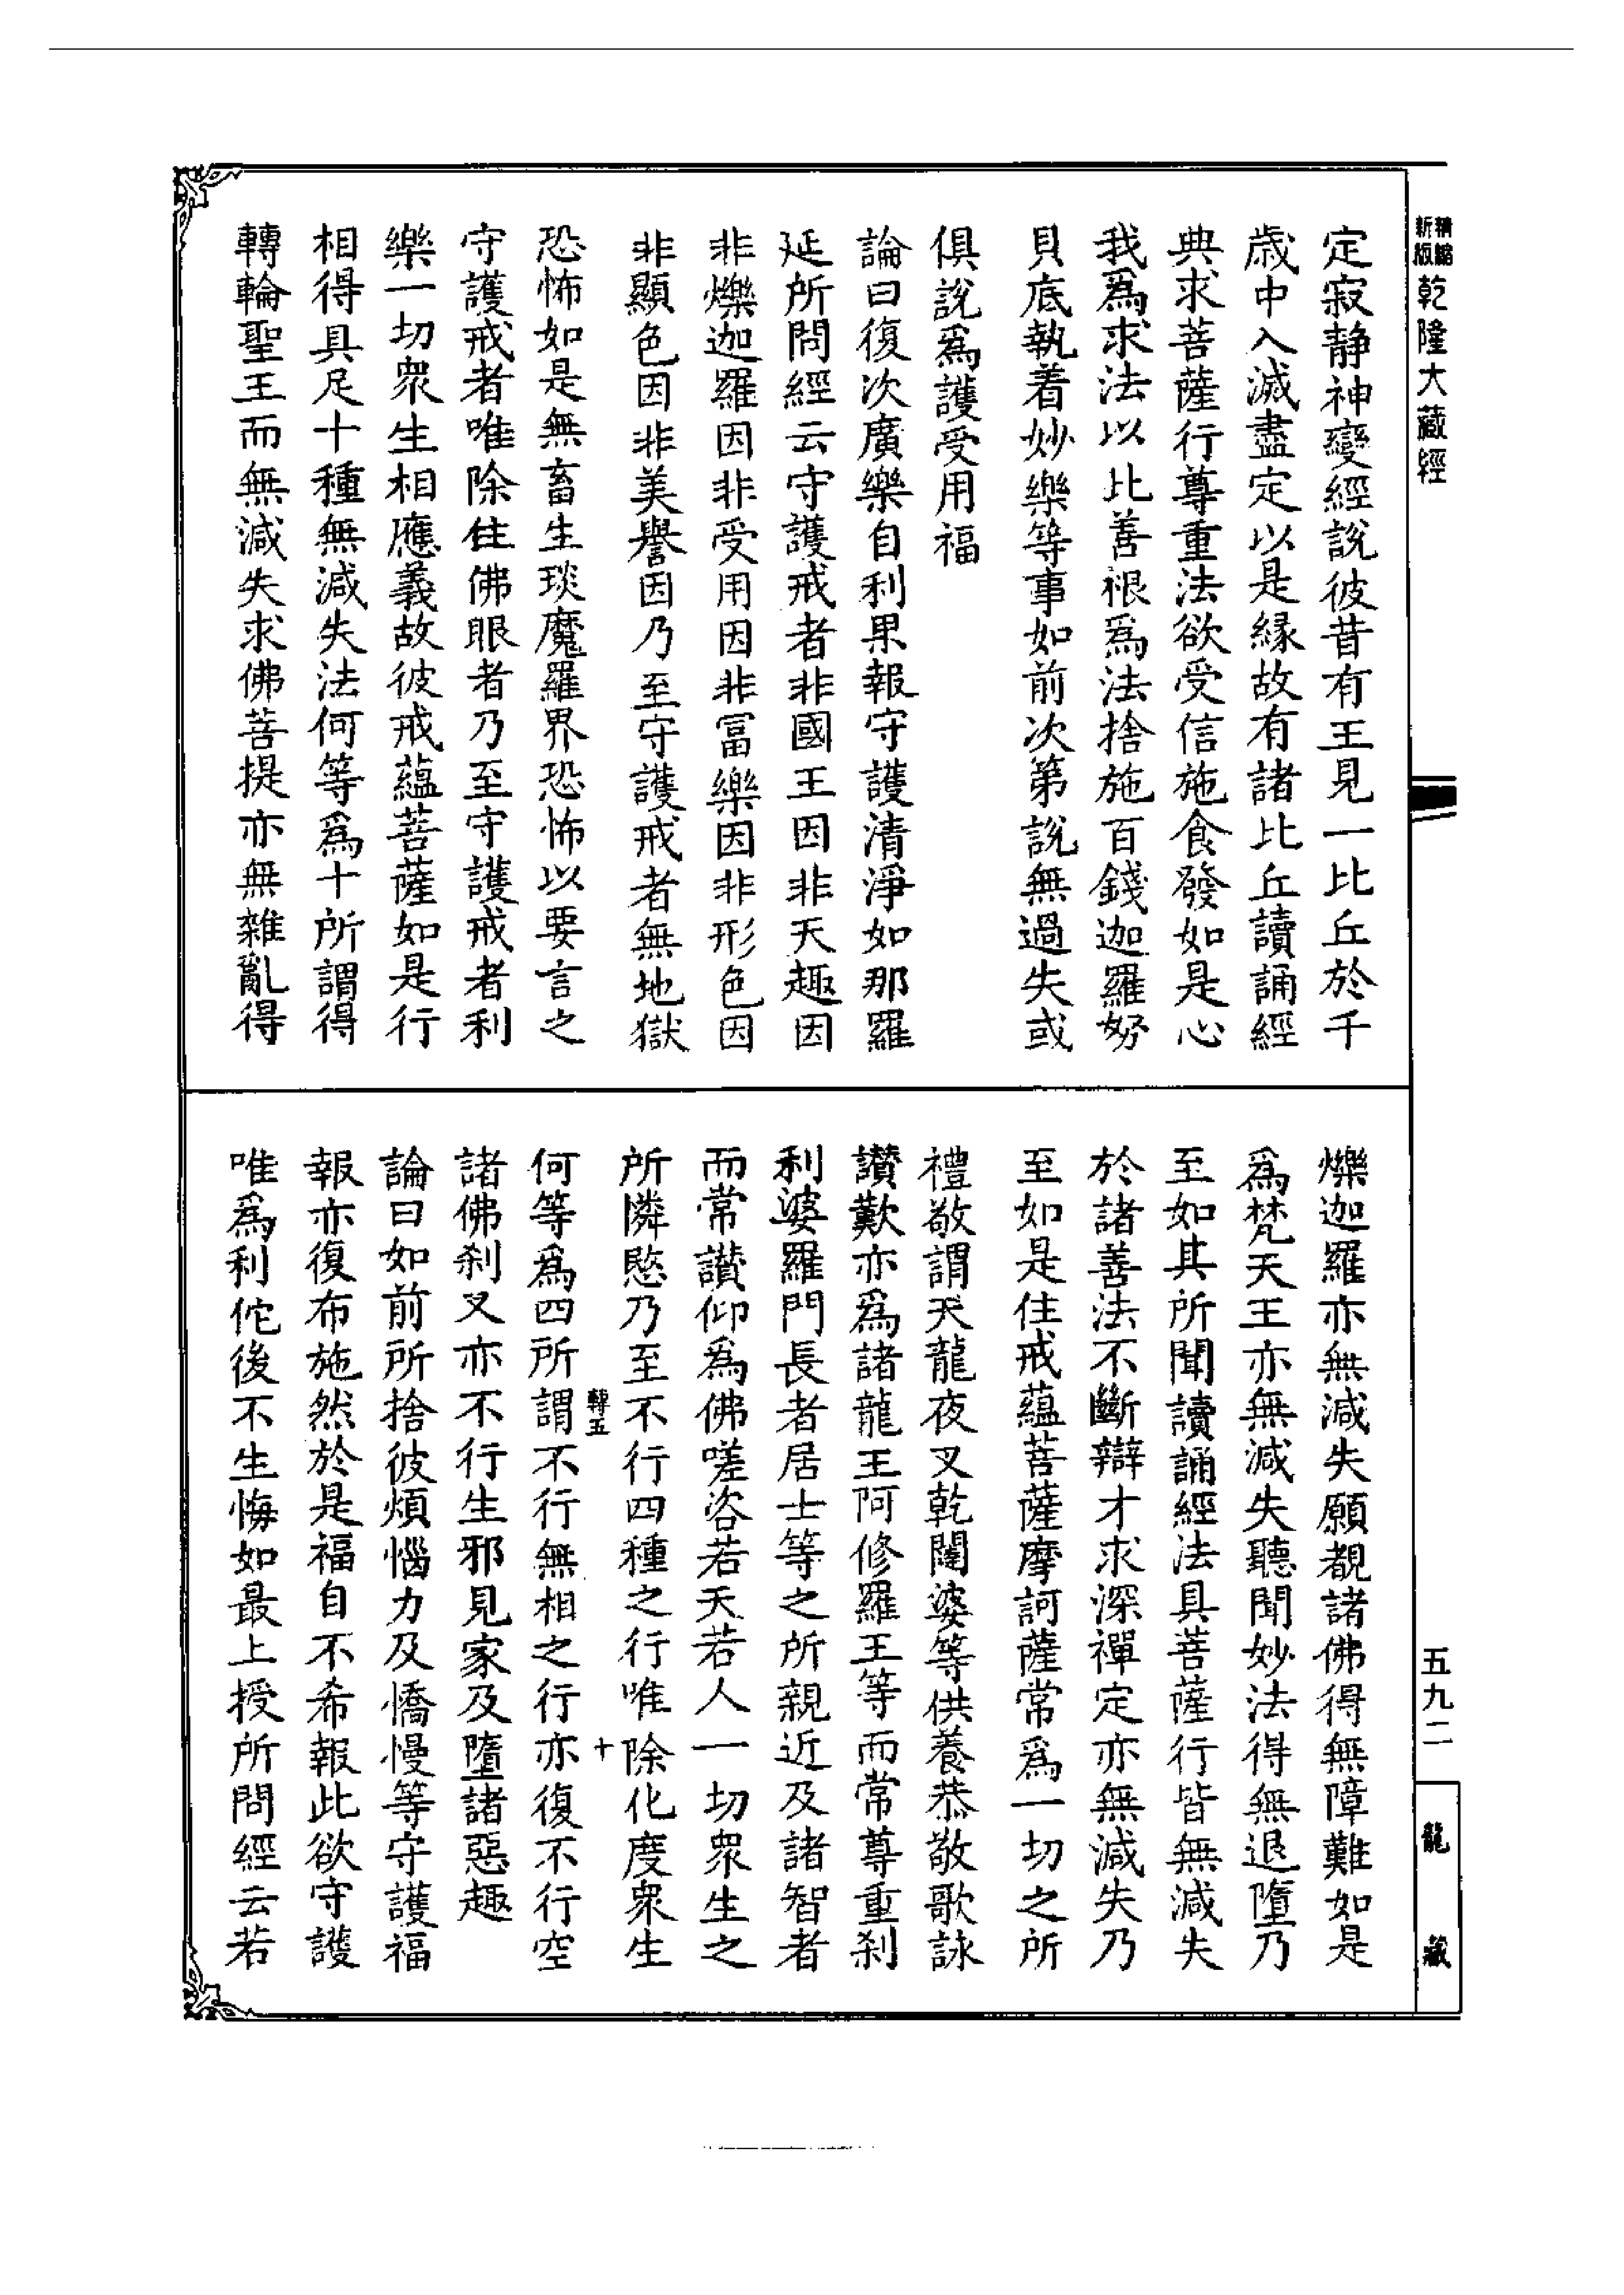 新版
精縮
乾隆大藏經
定寂静神變經說彼昔有王見一比丘於千
歲中入滅盡定以是緣故有諸比丘讀誦經
典求菩薩行尊重法欲受信施食發如是心
我爲求法以比善根爲法捨施百錢迦羅努
貝底執着妙樂等事如前次第說無過失或
俱說爲護受用福
論曰復次廣樂自利果報守護清淨如那羅
延所問經云守護戒者非國王因非天趣因
非爍迦羅因非受用因非富樂因非形色因
非顯色因非美譽因乃至守護戒者無地獄
恐怖如是無畜生琰魔羅界恐怖以要言之
守護戒者唯除住佛眼者乃至守護戒者利
樂一切衆生相應義故彼戒蘊菩薩如是行
相得具足十種無減失法何等爲十所謂得
轉輪聖王而無減失求佛菩提亦無雜亂得
爍迦羅亦無減失願覩諸佛得無障難如是
爲梵天王亦無減失聽聞妙法得無退墮乃
至如其所聞讀誦經法具菩薩行皆無減失
於諸善法不斷辯才求深禪定亦無減失乃
至如是住戒蘊菩薩摩訶薩常爲一切之所
禮敬謂天龍夜叉乾闥婆等供養恭敬歌詠
讃歎亦爲諸龍王阿修羅王等而常尊重刹
利婆羅門長者居士等之所親近及諸智者
而常讃仰爲佛嗟咨若天若人一切衆生之
所憐愍乃至不行四種之行唯除化度衆生
轉五
十
何等爲四所謂不行無相之行亦復不行空
諸佛刹又亦不行生邪見家及墮諸惡趣
論曰如前所捨彼煩惱力及憍慢等守護福
報亦復布施然於是福自不希報此欲守護
唯爲利佗後不生悔如最上授所問經云若
五九二
龍藏